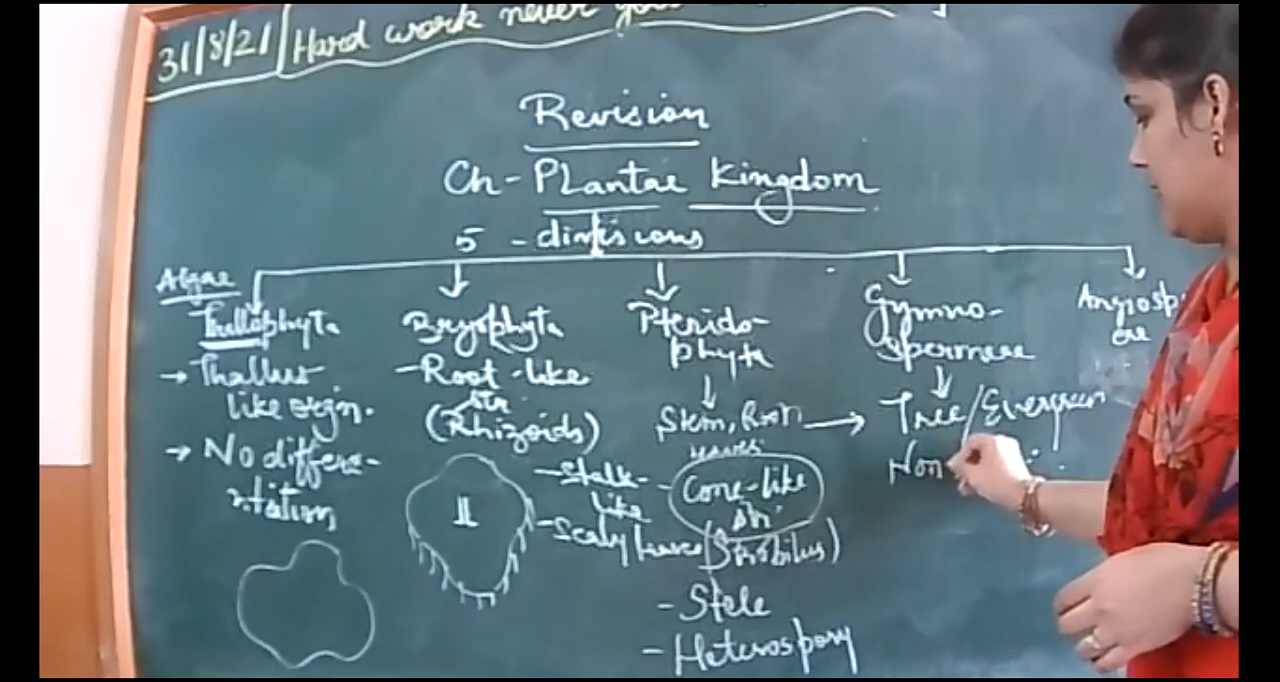 31/8/21 Hard work never
Revision
Ch- Plantae Kingdom
5 - divisions
Algae
Thallophyta
→ Thallus
like orgn.
→ No differe-
ntiation
Bryophyta
- Root-like
str.
(Rhizoids)
- Stalk-
like
- Scaly leaves
Pterido-
phyta
Stem, Root
leaves
- Cone-like
str.
(Strobilus)
- Stele
- Heterospory
Gymno-
spermeae
→ Tree/Evergreen
Non
Angiosp
ae